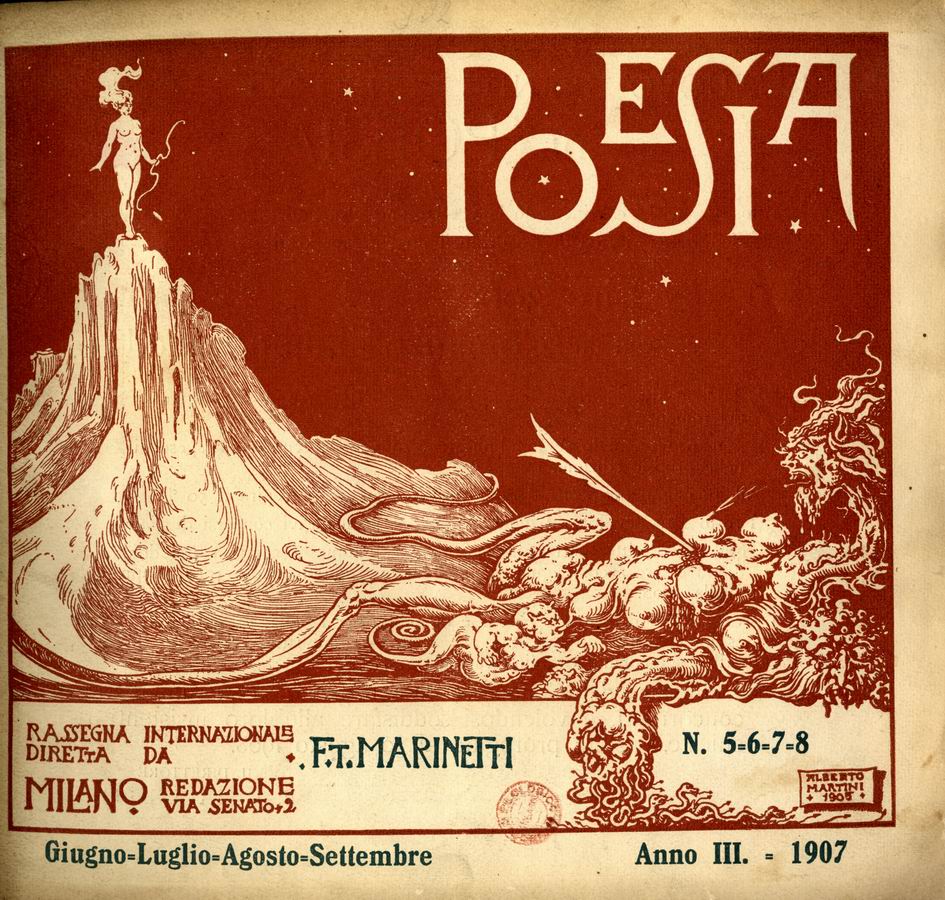 POESIA
RASSEGNA INTERNAZIONALE
DIRETTA DA
F.T. MARINETTI
MILANO REDAZIONE
VIA SENATO,2
N. 5=6=7=8
ALBERTO
MARTINI
1905
Giugno=Luglio=Agosto=Settembre
Anno III. = 1907